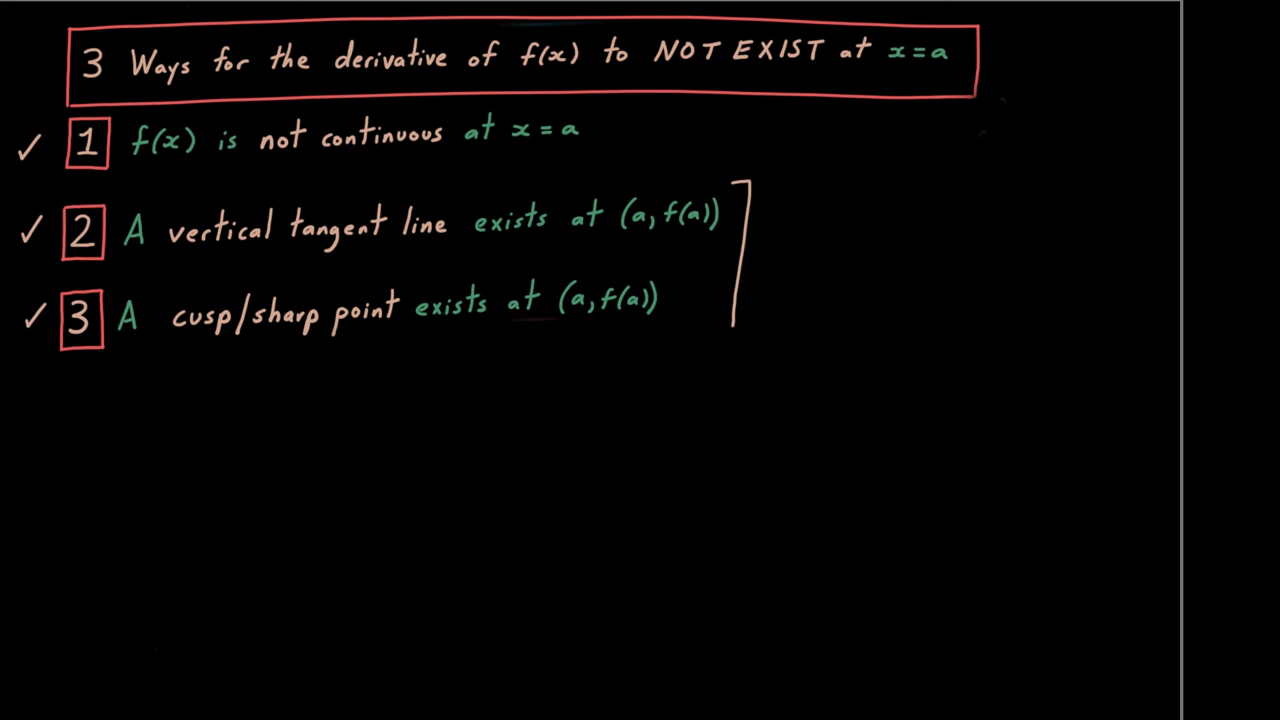 3 Ways for the derivative of f(x) to NOT EXIST at x=a
✓ 1 f(x) is not continuous at x=a
✓ 2 A vertical tangent line exists at (a, f(a))
✓ 3 A cusp/sharp point exists at (a, f(a))